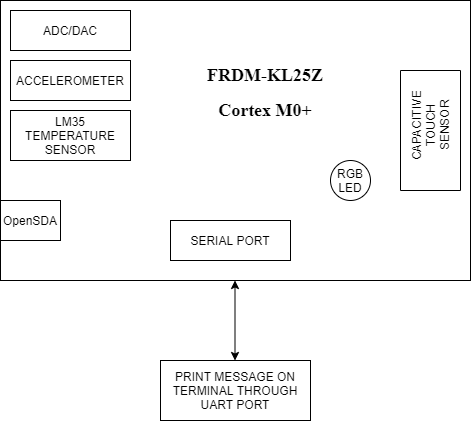 ADC/DAC
ACCELEROMETER
LM35
TEMPERATURE
SENSOR
FRDM-KL25Z
Cortex M0+
CAPACITIVE
TOUCH
SENSOR
RGB
LED
OpenSDA
SERIAL PORT
PRINT MESSAGE ON
TERMINAL THROUGH
UART PORT